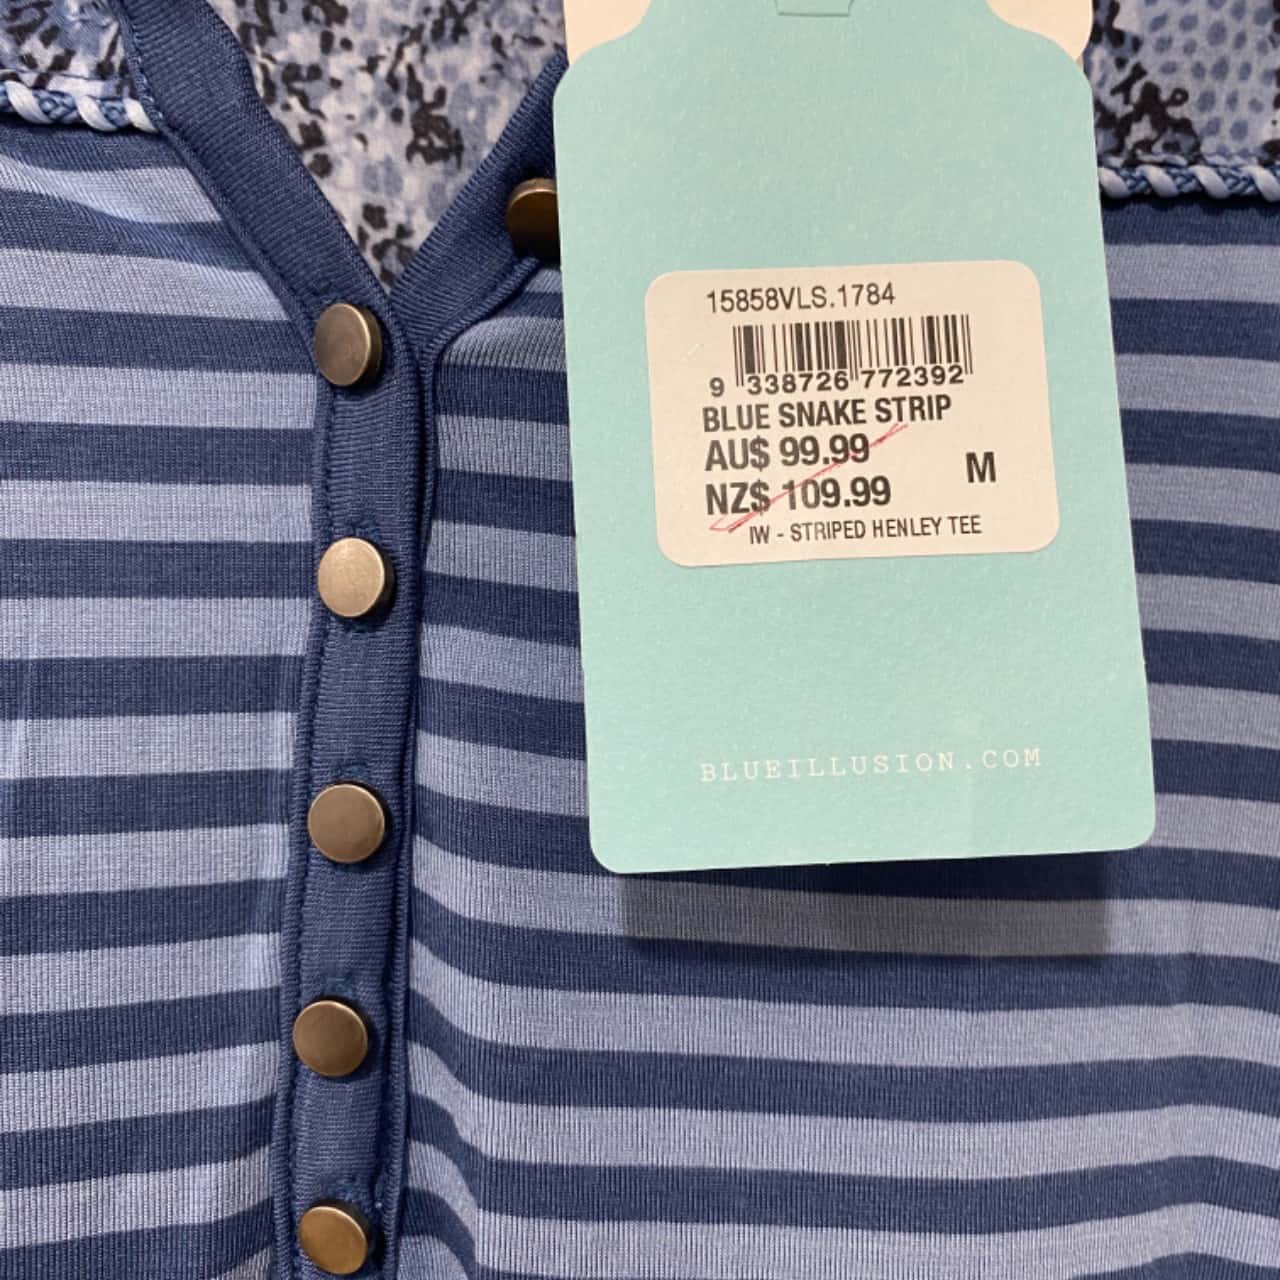 15858VLS.1784
9 338726 772392
BLUE SNAKE STRIP
AU$ 99.99
NZ$ 109.99 M
IW - STRIPED HENLEY TEE
BLUEILLUSION.COM